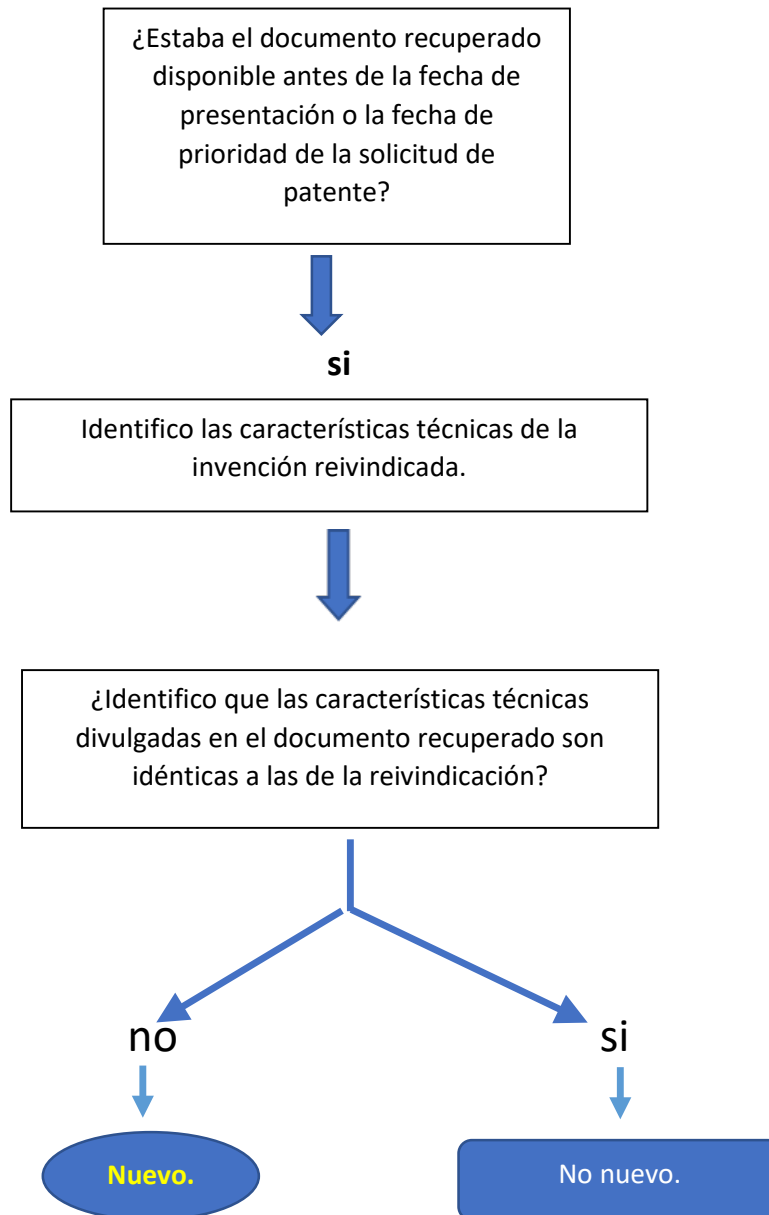 ¿Estaba el documento recuperado
disponible antes de la fecha de
presentación o la fecha de
prioridad de la solicitud de
patente?
si
Identifico las características técnicas de la
invención reivindicada.
¿Identifico que las características técnicas
divulgadas en el documento recuperado son
idénticas a las de la reivindicación?
no
si
Nuevo.
No nuevo.